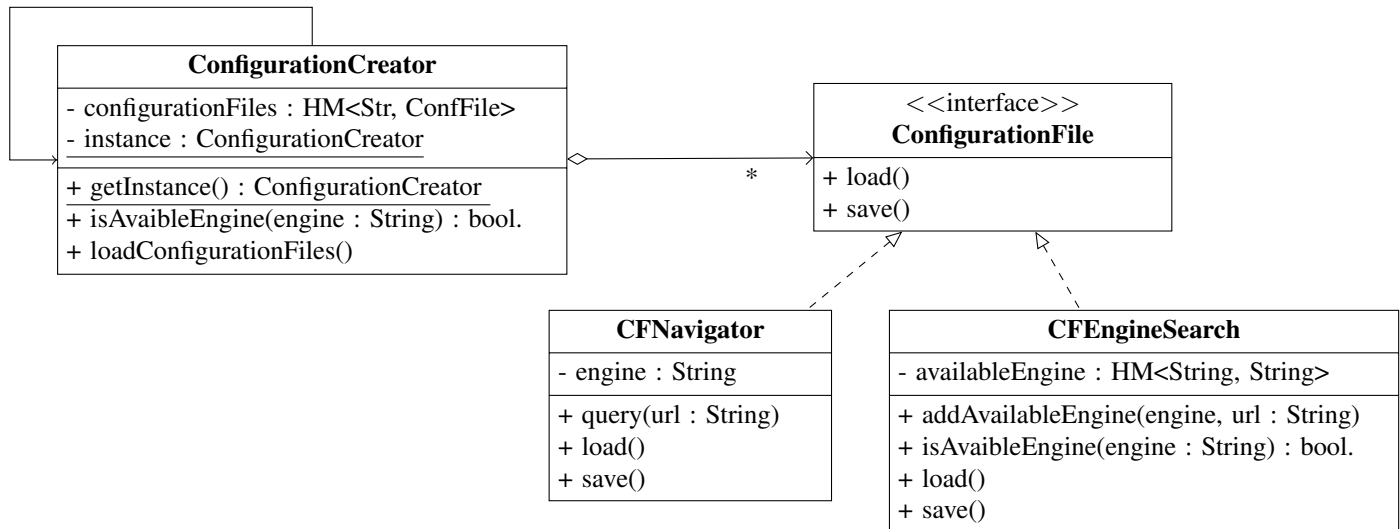 ConfigurationCreator
- configurationFiles : HM<Str, ConfFile>
- instance : ConfigurationCreator
+ getInstance() : ConfigurationCreator
+ isAvaibleEngine(engine : String) : bool.
+ loadConfigurationFiles()
*
<<interface>>
ConfigurationFile
+ load()
+ save()
CFNavigator
- engine : String
+ query(url : String)
+ load()
+ save()
CFEngineSearch
- availableEngine : HM<String, String>
+ addAvailableEngine(engine, url : String)
+ isAvaibleEngine(engine : String) : bool.
+ load()
+ save()